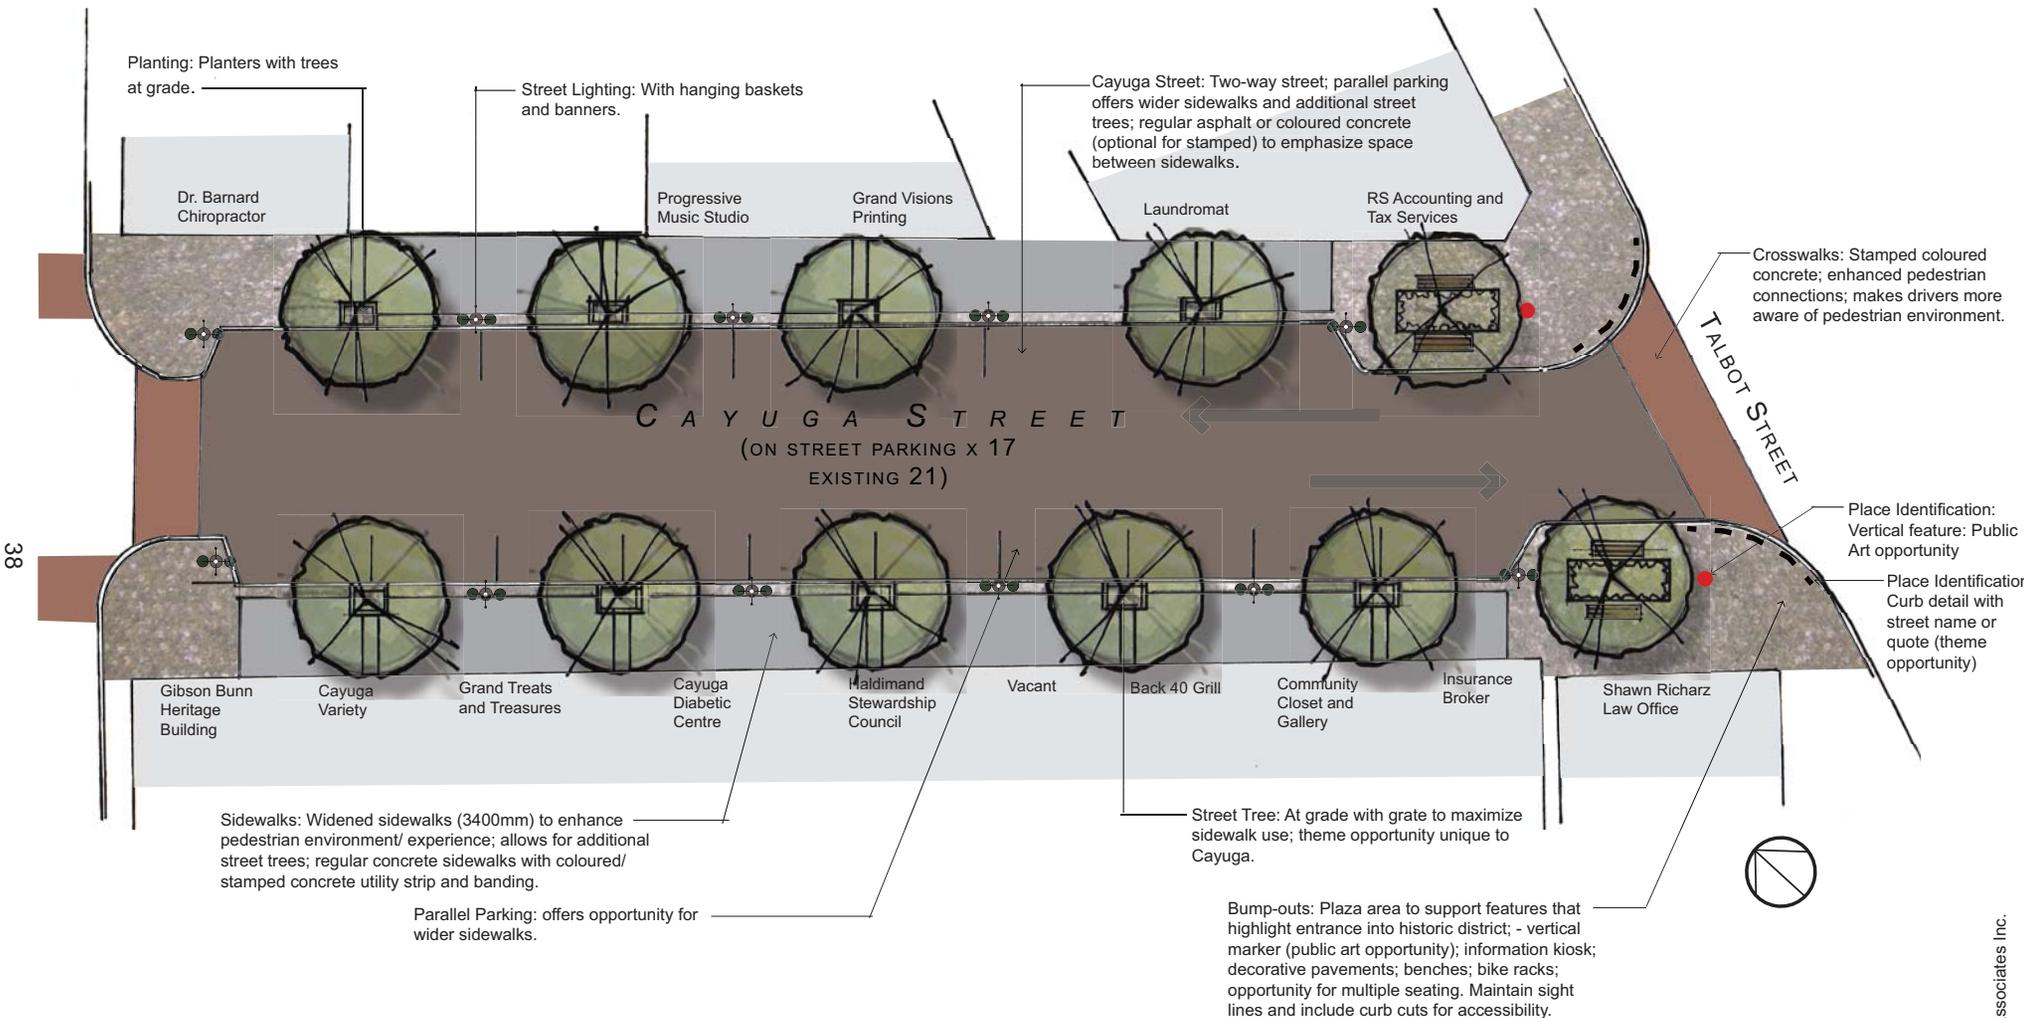 Planting: Planters with trees
at grade.
Street Lighting: With hanging baskets
and banners.
Cayuga Street: Two-way street; parallel parking
offers wider sidewalks and additional street
trees; regular asphalt or coloured concrete
(optional for stamped) to emphasize space
between sidewalks.
Dr. Barnard
Chiropractor
Progressive
Music Studio
Grand Visions
Printing
Laundromat
RS Accounting and
Tax Services
Crosswalks: Stamped coloured
concrete; enhanced pedestrian
connections; makes drivers more
aware of pedestrian environment.
TALBOT STREET
CAYUGA STREET
(ON STREET PARKING X 17
EXISTING 21)
Place Identification:
Vertical feature: Public
Art opportunity
Place Identification
Curb detail with
street name or
quote (theme
opportunity)
38
Gibson Bunn
Heritage
Building
Cayuga
Variety
Grand Treats
and Treasures
Cayuga
Diabetic
Centre
Haldimand
Stewardship
Council
Vacant
Back 40 Grill
Community
Closet and
Gallery
Insurance
Broker
Shawn Richarz
Law Office
Sidewalks: Widened sidewalks (3400mm) to enhance
pedestrian environment/ experience; allows for additional
street trees; regular concrete sidewalks with coloured/
stamped concrete utility strip and banding.
Parallel Parking: offers opportunity for
wider sidewalks.
Street Tree: At grade with grate to maximize
sidewalk use; theme opportunity unique to
Cayuga.
Bump-outs: Plaza area to support features that
highlight entrance into historic district; - vertical
marker (public art opportunity); information kiosk;
decorative pavements; benches; bike racks;
opportunity for multiple seating. Maintain sight
lines and include curb cuts for accessibility.
ssociates Inc.